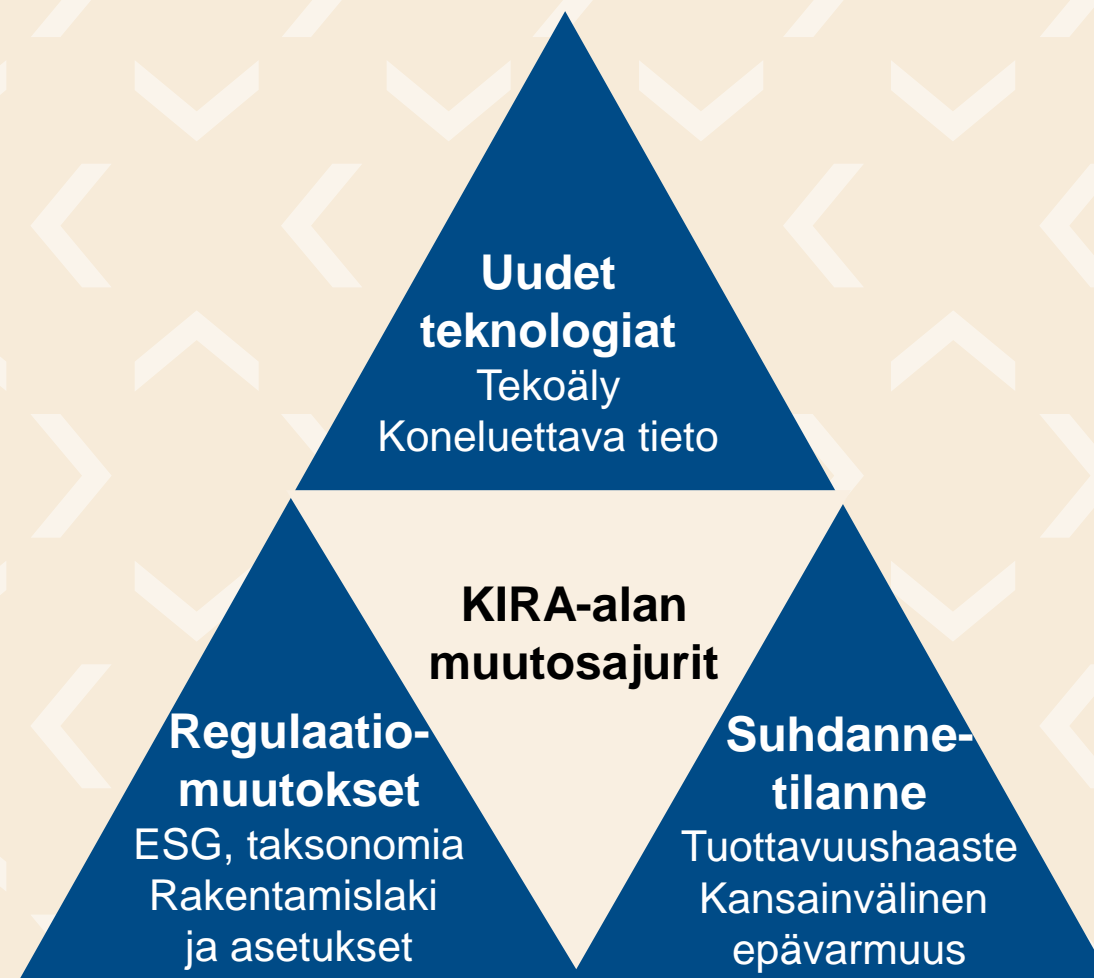 Uudet
teknologiat
Tekoäly
Koneluettava tieto
KIRA-alan
muutosajurit
Regulaatio-
muutokset
ESG, taksonomia
Rakentamislaki
ja asetukset
Suhdanne-
tilanne
Tuottavuushaaste
Kansainvälinen
epävarmuus